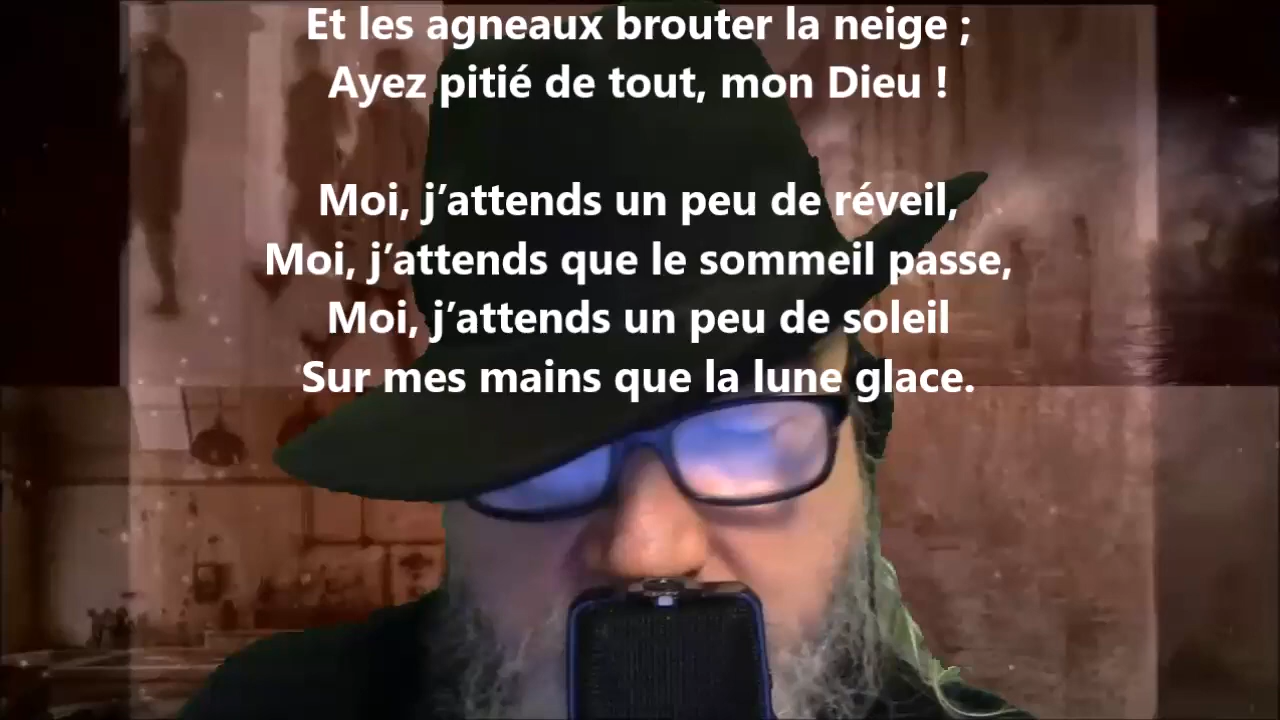 Et les agneaux brouter la neige ;
Ayez pitié de tout, mon Dieu !
Moi, j’attends un peu de réveil,
Moi, j’attends que le sommeil passe,
Moi, j’attends un peu de soleil
Sur mes mains que la lune glace.